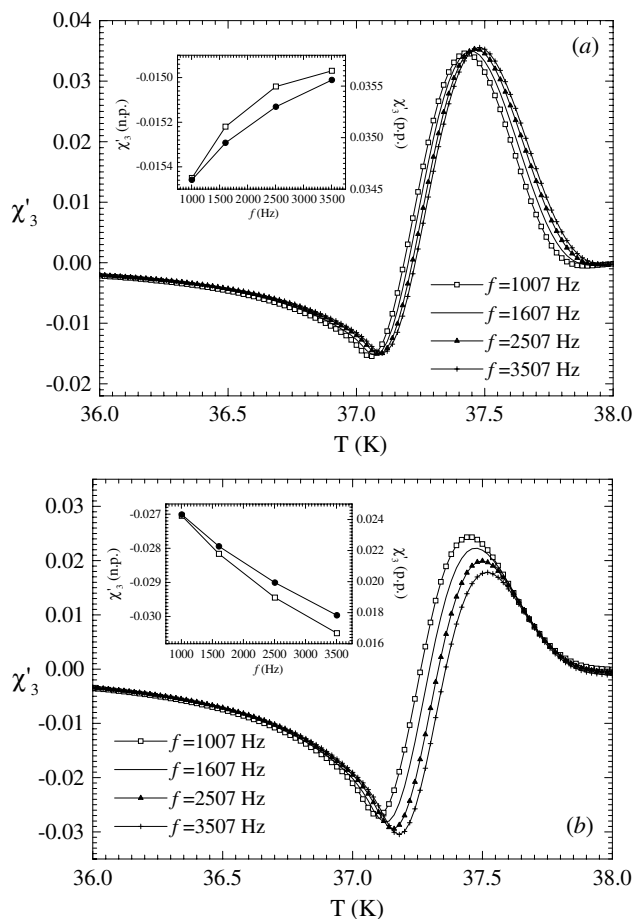 0.04
0.03
0.02
0.01
0.00
-0.01
-0.02
χ'₃
(a)
-0.0150
-0.0152
-0.0154
χ'₃ (n.p.)
0.0355
0.0350
0.0345
χ'₃ (p.p.)
1000 1500 2000 2500 3000 3500
f (Hz)
f=1007 Hz
f=1607 Hz
f=2507 Hz
f=3507 Hz
36.0 36.5 37.0 37.5 38.0
T (K)
0.03
0.02
0.01
0.00
-0.01
-0.02
-0.03
χ'₃
-0.027
-0.028
-0.029
-0.030
χ'₃ (n.p.)
0.022
0.020
0.018
0.016
χ'₃ (p.p.)
1000 1500 2000 2500 3000 3500
f (Hz)
f=1007 Hz
f=1607 Hz
f=2507 Hz
f=3507 Hz
(b)
36.0 36.5 37.0 37.5 38.0
T (K)